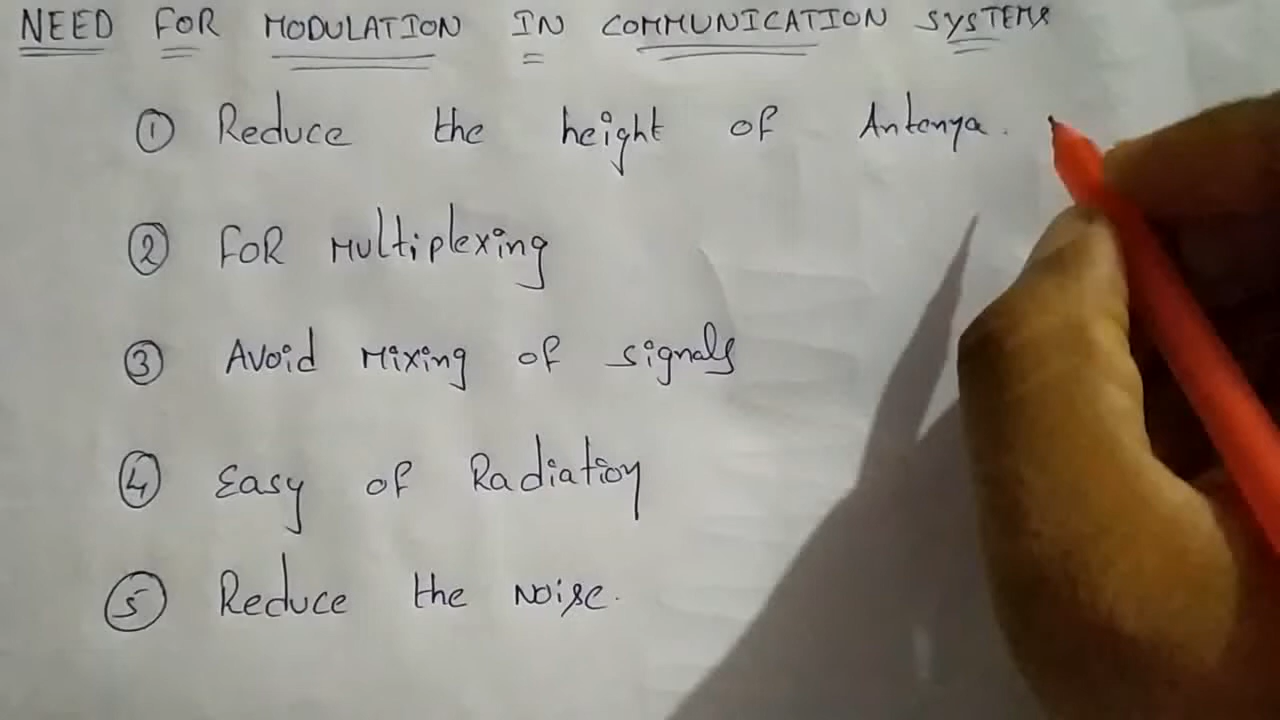 NEED FOR MODULATION IN COMMUNICATION SYSTEMS
① Reduce the height of Antenna.
② FOR Multiplexing
③ Avoid Mixing of signals
④ Easy of Radiation
⑤ Reduce the Noise.